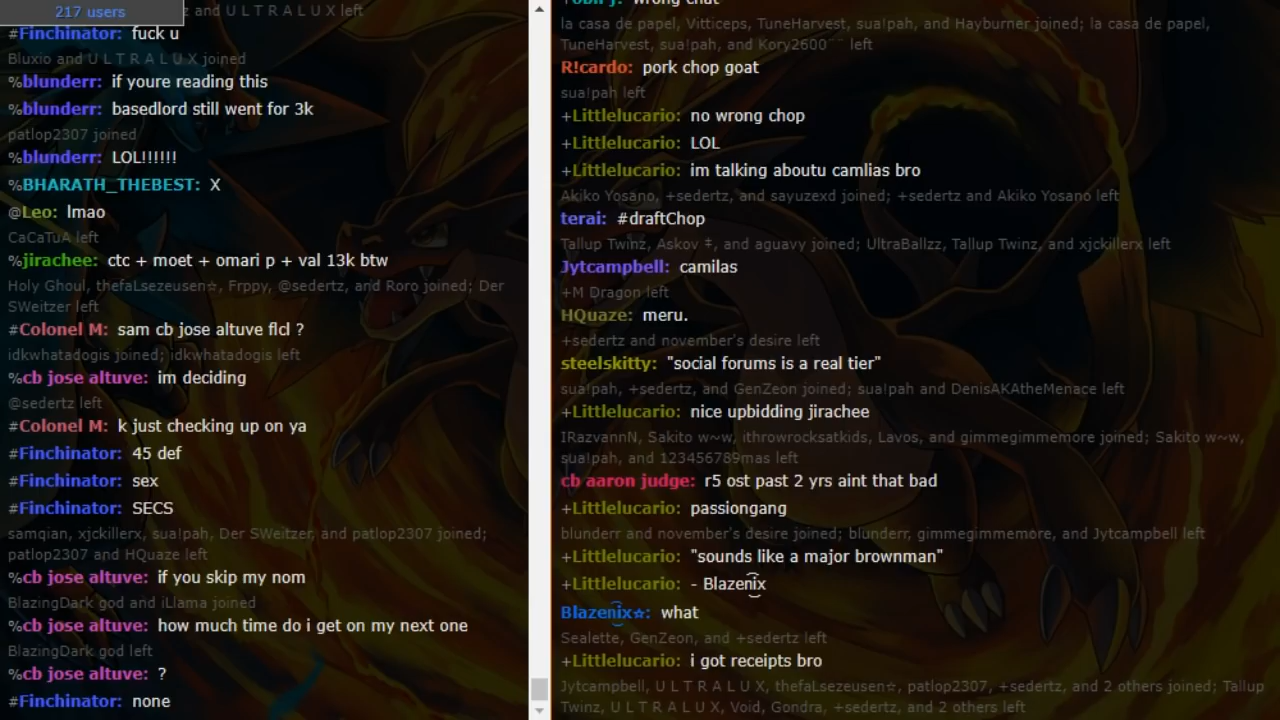 217 users
z and U L T R A L U X left
#Finchinator: fuck u
Bluxio and U L T R A L U X joined
%blunderr: if youre reading this
%blunderr: basedlord still went for 3k
patlop2307 joined
%blunderr: LOL!!!!!!
%BHARATH_THEBEST: X
@Leo: lmao
CaCaTuA left
%jirachee: ctc + moet + omari p + val 13k btw
Holy Ghoul, thefaLsezeusen☆, Frppy, @sedertz, and Roro joined; Der
SWeitzer left
#Colonel M: sam cb jose altuve flcl ?
idkwhatadogis joined; idkwhatadogis left
%cb jose altuve: im deciding
@sedertz left
#Colonel M: k just checking up on ya
#Finchinator: 45 def
#Finchinator: sex
#Finchinator: SECS
samqian, xjckillerx, sua!pah, Der SWeitzer, and patlop2307 joined;
patlop2307 and HQuaze left
%cb jose altuve: if you skip my nom
BlazingDark god and iLlama joined
%cb jose altuve: how much time do i get on my next one
BlazingDark god left
%cb jose altuve: ?
#Finchinator: none
wrong chat
la casa de papel, Vitticeps, TuneHarvest, sua!pah, and Hayburner joined; la casa de papel,
TuneHarvest, sua!pah, and Kory2600 left
R!cardo: pork chop goat
sua!pah left
+Littlelucario: no wrong chop
+Littlelucario: LOL
+Littlelucario: im talking aboutu camlias bro
Akiko Yosano, +sedertz, and sayuzexd joined; +sedertz and Akiko Yosano left
terai: #draftChop
Tallup Twinz, Askov ‡, and aguavy joined; UltraBallzz, Tallup Twinz, and xjckillerx left
Jytcampbell: camilas
+M Dragon left
HQuaze: meru.
+sedertz and november's desire left
steelskitty: "social forums is a real tier"
sua!pah, +sedertz, and GenZeon joined; sua!pah and DenisAKAtheMenace left
+Littlelucario: nice upbidding jirachee
IRazvannN, Sakito w~w, ithrowrocksatkids, Lavos, and gimmegimmemore joined; Sakito w~w,
sua!pah, and 123456789mas left
cb aaron judge: r5 ost past 2 yrs aint that bad
+Littlelucario: passiongang
blunderr and november's desire joined; blunderr, gimmegimmemore, and Jytcampbell left
+Littlelucario: "sounds like a major brownman"
+Littlelucario: - Blazen͜͡ix
Blazen͜͡ix☆: what
Sealette, GenZeon, and +sedertz left
+Littlelucario: i got receipts bro
Jytcampbell, U L T R A L U X, thefaLsezeusen☆, patlop2307, +sedertz, and 2 others joined; Tallup
Twinz, U L T R A L U X, Void, Gondra, +sedertz, and 2 others left